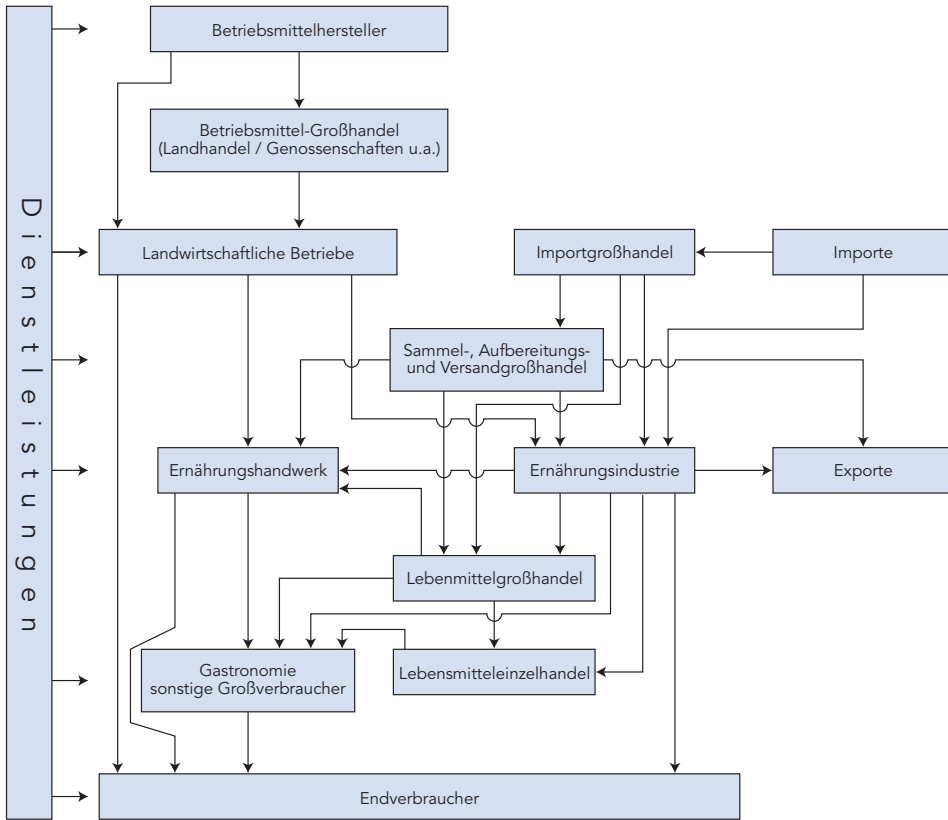 Dienstleistungen
Betriebsmittelhersteller
Betriebsmittel-Großhandel
(Landhandel / Genossenschaften u.a.)
Landwirtschaftliche Betriebe
Importgroßhandel
Importe
Sammel-, Aufbereitungs-
und Versandgroßhandel
Ernährungshandwerk
Ernährungsindustrie
Exporte
Lebenmittelgroßhandel
Gastronomie
sonstige Großverbraucher
Lebensmitteleinzelhandel
Endverbraucher